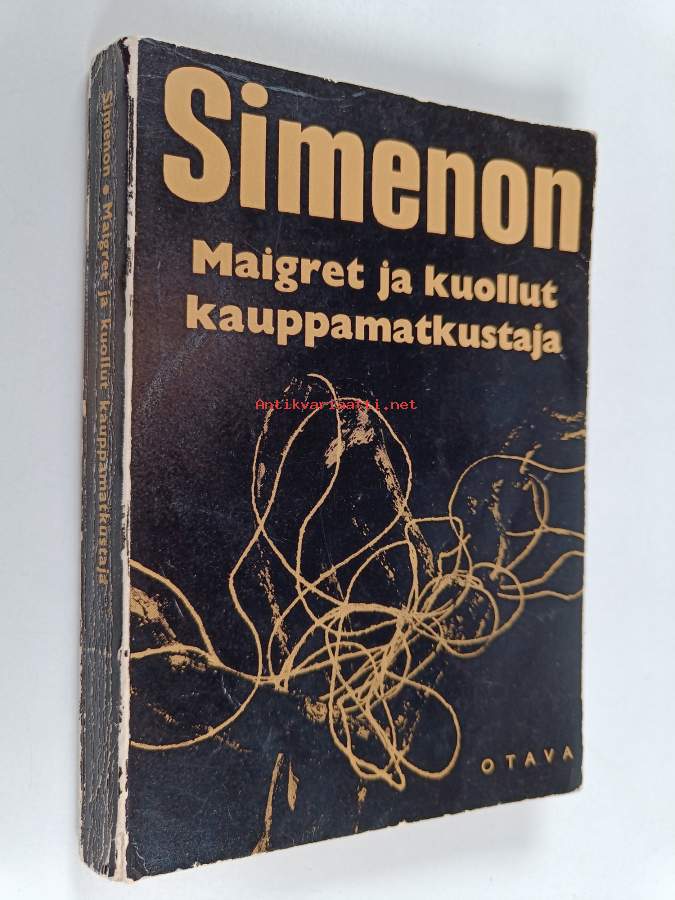 Simenon
Maigret ja kuollut
kauppamatkustaja
Antikvariaatti.net
OTAVA
Simenon • Maigret ja kuollut kauppamatkustaja